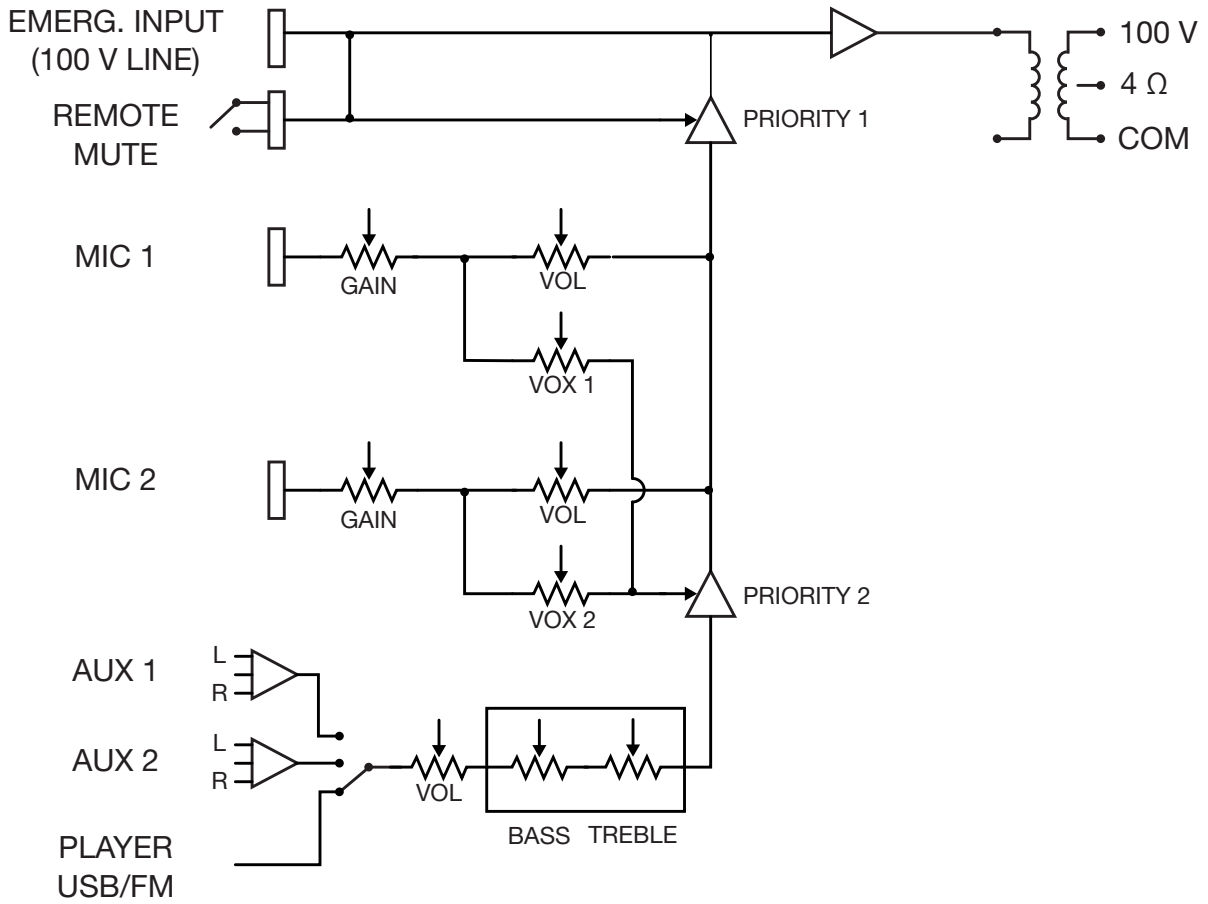 EMERG. INPUT
(100 V LINE)
REMOTE
MUTE
100 V
4 Ω
COM
PRIORITY 1
MIC 1
GAIN
VOL
VOX 1
MIC 2
GAIN
VOL
VOX 2
PRIORITY 2
AUX 1
L
R
AUX 2
L
R
VOL
BASS TREBLE
PLAYER
USB/FM